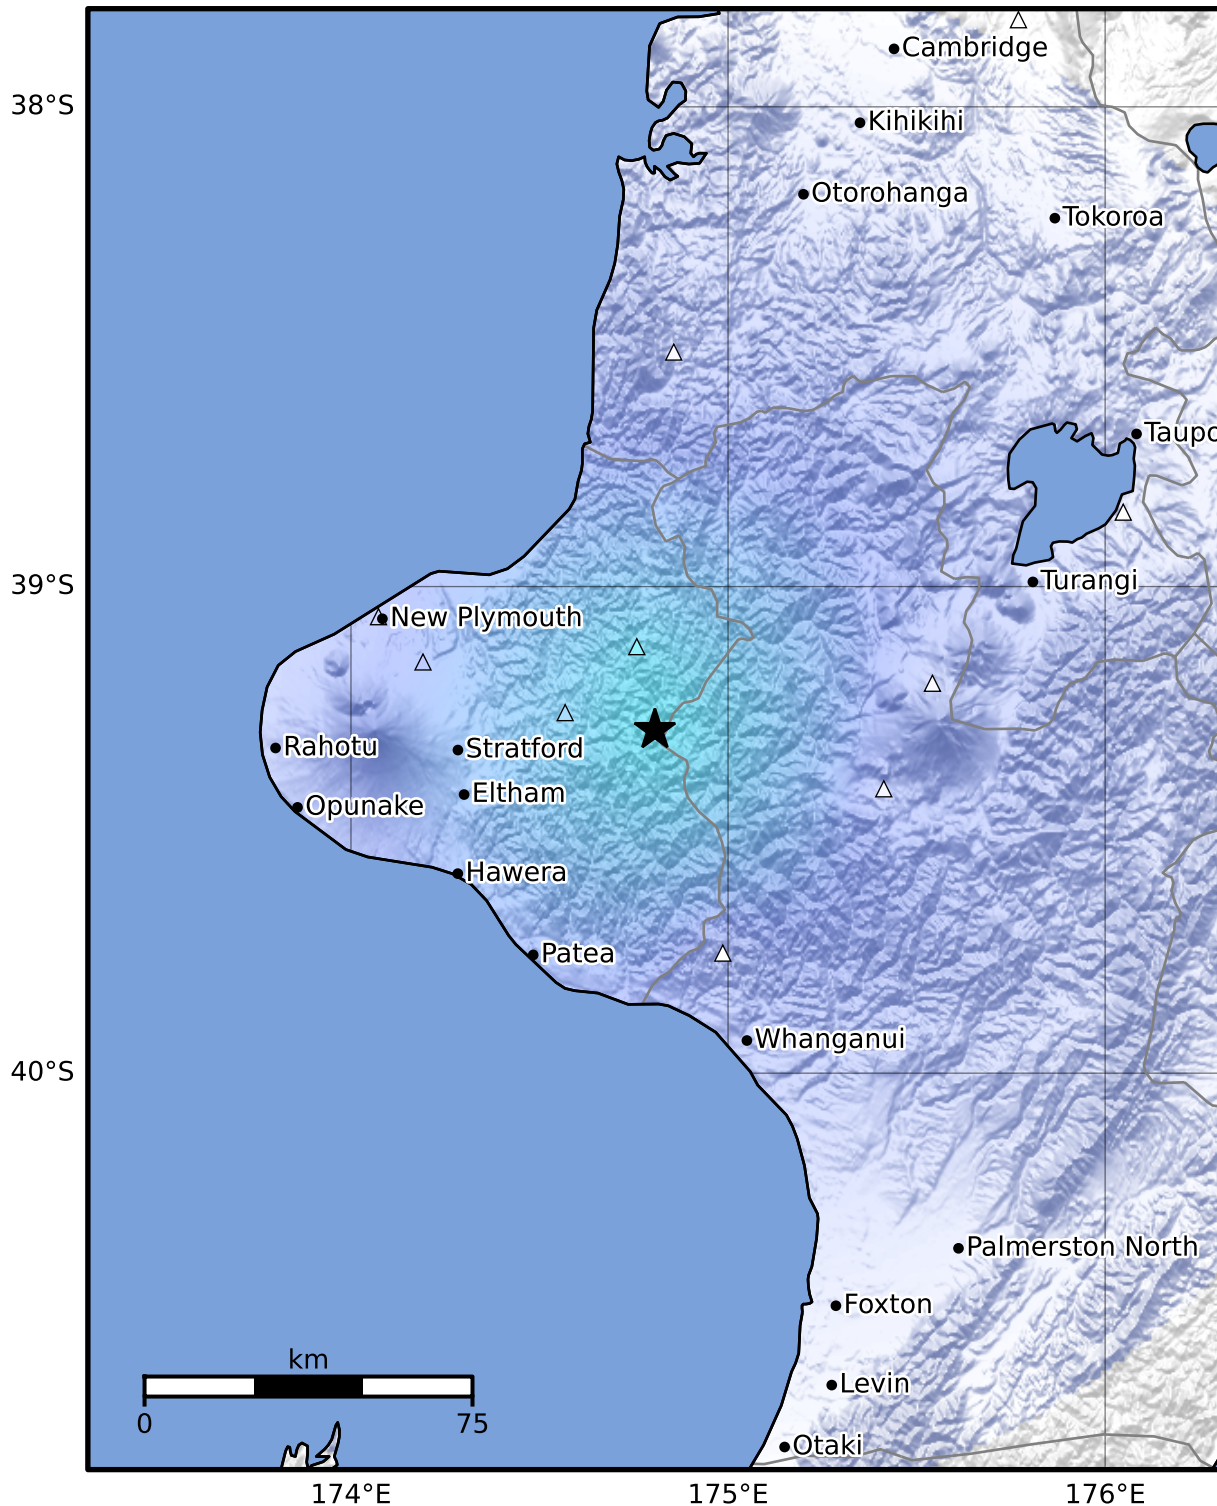 Cambridge
38°S
Kihikihi
Otorohanga
Tokoroa
Taupo
39°S
Turangi
New Plymouth
Rahotu
Stratford
Eltham
Opunake
Hawera
Patea
Whanganui
40°S
Palmerston North
Foxton
km
Levin
0
75
Otaki
174°E
175°E
176°E